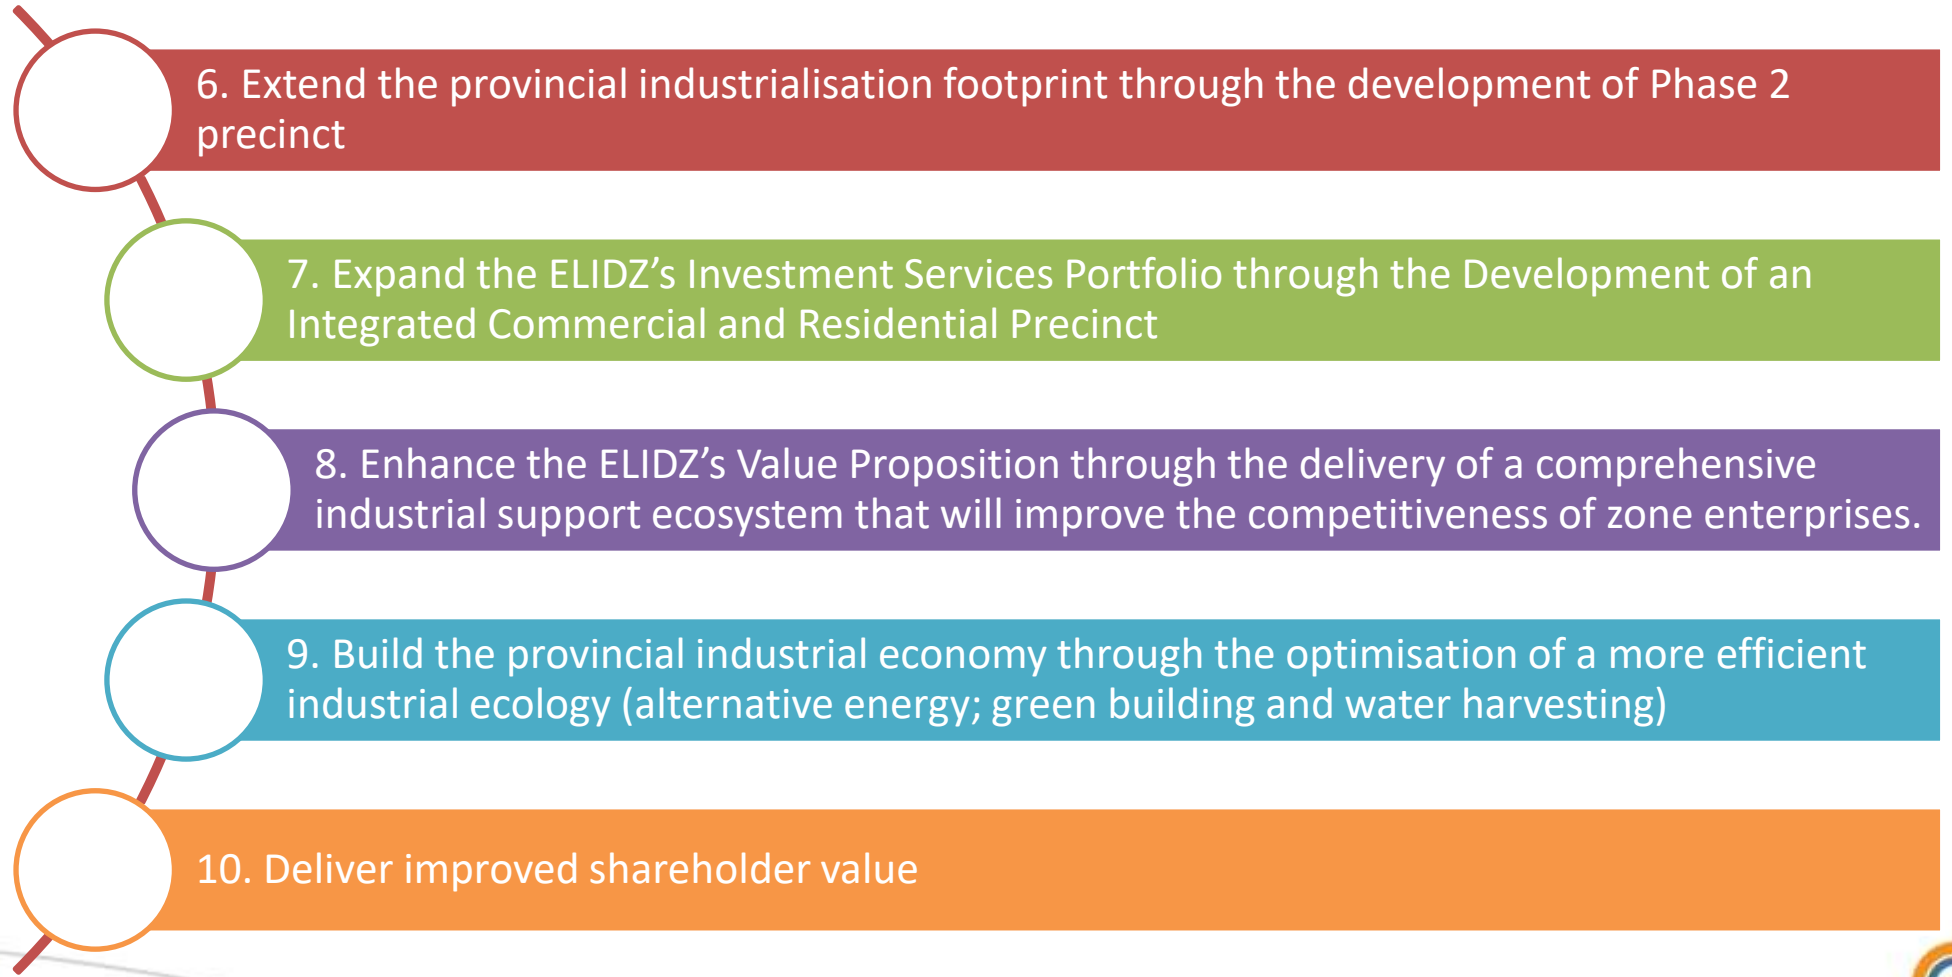 6. Extend the provincial industrialisation footprint through the development of Phase 2
precinct
7. Expand the ELIDZ’s Investment Services Portfolio through the Development of an
Integrated Commercial and Residential Precinct
8. Enhance the ELIDZ’s Value Proposition through the delivery of a comprehensive
industrial support ecosystem that will improve the competitiveness of zone enterprises.
9. Build the provincial industrial economy through the optimisation of a more efficient
industrial ecology (alternative energy; green building and water harvesting)
10. Deliver improved shareholder value